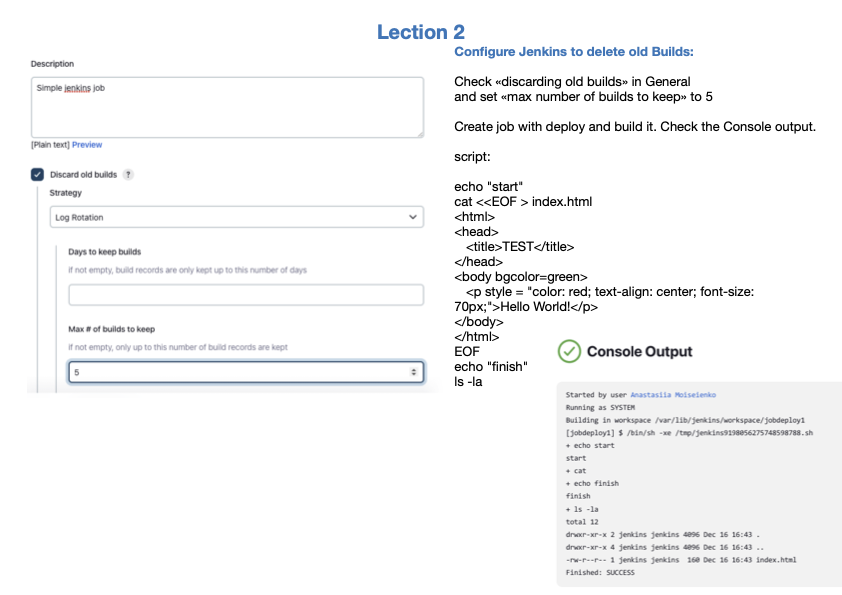 Lection 2
Description
Simple jenkins job
[Plain text] Preview
Discard old builds ?
Strategy
Log Rotation
Days to keep builds
if not empty, build records are only kept up to this number of days
Max # of builds to keep
if not empty, only up to this number of build records are kept
5
Configure Jenkins to delete old Builds:
Check «discarding old builds» in General
and set «max number of builds to keep» to 5
Create job with deploy and build it. Check the Console output.
script:
echo "start"
cat <<EOF > index.html
<html>
<head>
<title>TEST</title>
</head>
<body bgcolor=green>
<p style = "color: red; text-align: center; font-size:
70px;">Hello World!</p>
</body>
</html>
EOF
echo "finish"
ls -la
Console Output
Started by user Anastasiia Moiseienko
Running as SYSTEM
Building in workspace /var/lib/jenkins/workspace/jobdeploy1
[jobdeploy1] $ /bin/sh -xe /tmp/jenkins9198056275748598788.sh
+ echo start
start
+ cat
+ echo finish
finish
+ ls -la
total 12
drwxr-xr-x 2 jenkins jenkins 4096 Dec 16 16:43 .
drwxr-xr-x 4 jenkins jenkins 4096 Dec 16 16:43 ..
-rw-r--r-- 1 jenkins jenkins  160 Dec 16 16:43 index.html
Finished: SUCCESS